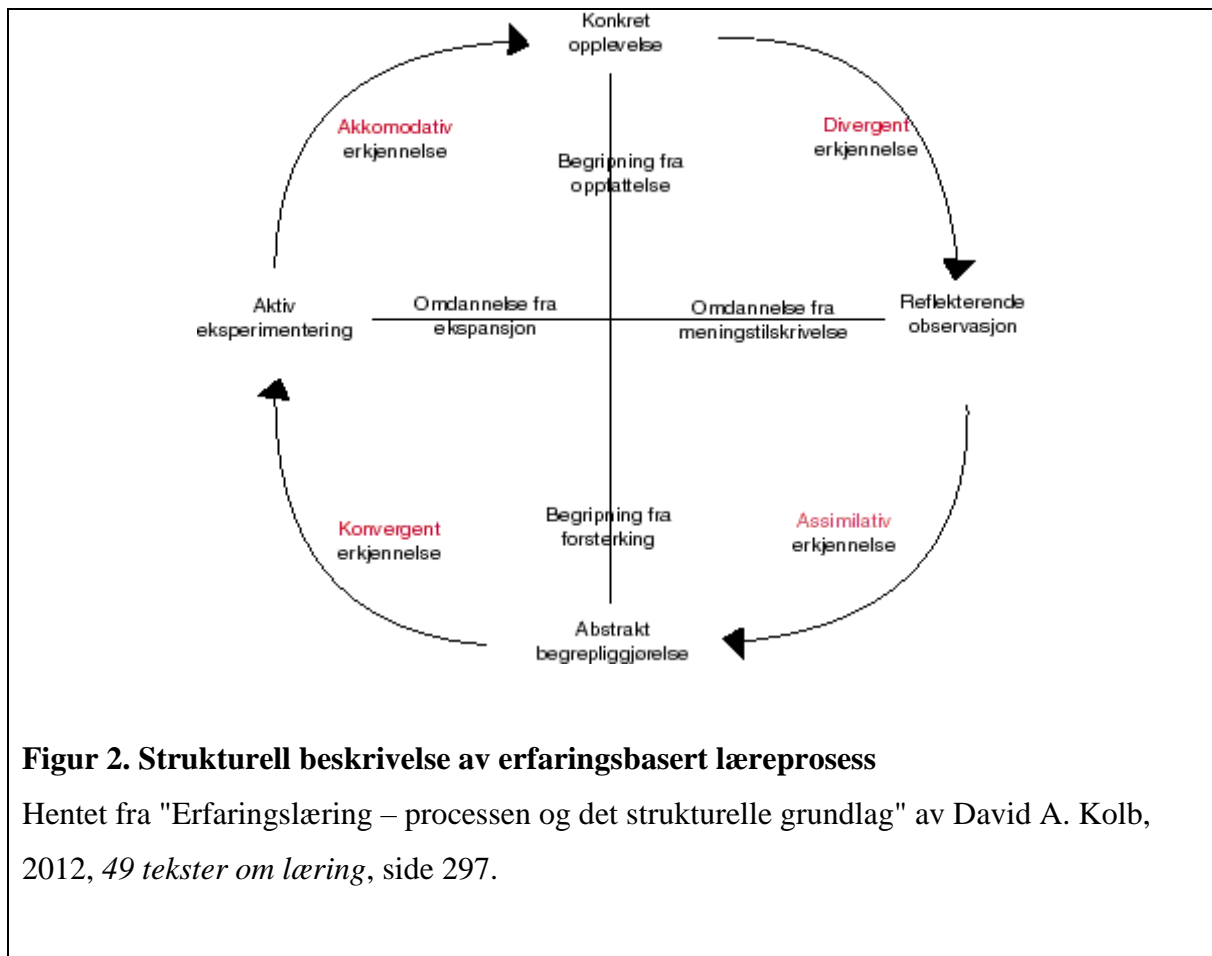 Konkret
opplevelse
Akkomodativ
erkjennelse
Divergent
erkjennelse
Begripning fra
oppfattelse
Aktiv
eksperimentering
Omdannelse fra
ekspansjon
Omdannelse fra
meningstilskrivelse
Reflekterende
observasjon
Konvergent
erkjennelse
Begripning fra
forsterking
Assimilativ
erkjennelse
Abstrakt
begrepliggjørelse
Figur 2. Strukturell beskrivelse av erfaringsbasert læreprosess
Hentet fra "Erfaringslæring – processen og det strukturelle grundlag" av David A. Kolb,
2012, 49 tekster om læring, side 297.